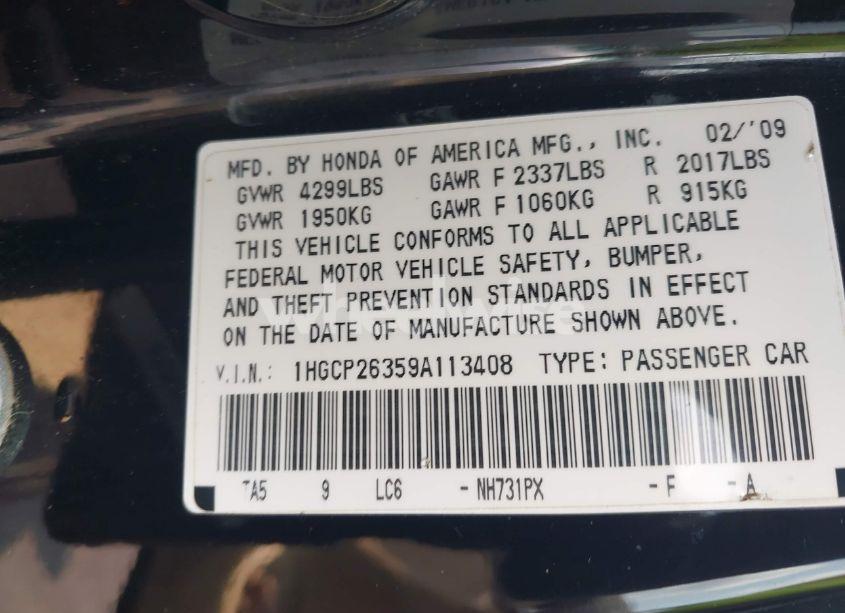 MFD. BY HONDA OF AMERICA MFG., INC. 02/'09
GVWR 4299LBS GAWR F 2337LBS R 2017LBS
GVWR 1950KG GAWR F 1060KG R 915KG
THIS VEHICLE CONFORMS TO ALL APPLICABLE
FEDERAL MOTOR VEHICLE SAFETY, BUMPER,
AND THEFT PREVENTION STANDARDS IN EFFECT
ON THE DATE OF MANUFACTURE SHOWN ABOVE.
V.I.N.: 1HGCP26359A113408 TYPE: PASSENGER CAR
TA5 9 LC6 - NH731PX - F - A